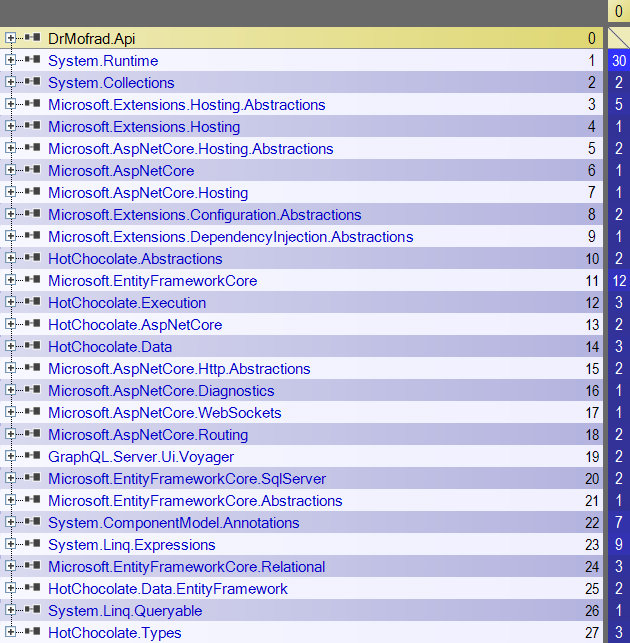 0
DrMofrad.Api 0
System.Runtime 1 30
System.Collections 2 2
Microsoft.Extensions.Hosting.Abstractions 3 5
Microsoft.Extensions.Hosting 4 1
Microsoft.AspNetCore.Hosting.Abstractions 5 2
Microsoft.AspNetCore 6 1
Microsoft.AspNetCore.Hosting 7 1
Microsoft.Extensions.Configuration.Abstractions 8 2
Microsoft.Extensions.DependencyInjection.Abstractions 9 1
HotChocolate.Abstractions 10 2
Microsoft.EntityFrameworkCore 11 12
HotChocolate.Execution 12 3
HotChocolate.AspNetCore 13 2
HotChocolate.Data 14 3
Microsoft.AspNetCore.Http.Abstractions 15 2
Microsoft.AspNetCore.Diagnostics 16 1
Microsoft.AspNetCore.WebSockets 17 1
Microsoft.AspNetCore.Routing 18 2
GraphQL.Server.Ui.Voyager 19 2
Microsoft.EntityFrameworkCore.SqlServer 20 2
Microsoft.EntityFrameworkCore.Abstractions 21 1
System.ComponentModel.Annotations 22 7
System.Linq.Expressions 23 9
Microsoft.EntityFrameworkCore.Relational 24 3
HotChocolate.Data.EntityFramework 25 2
System.Linq.Queryable 26 1
HotChocolate.Types 27 3